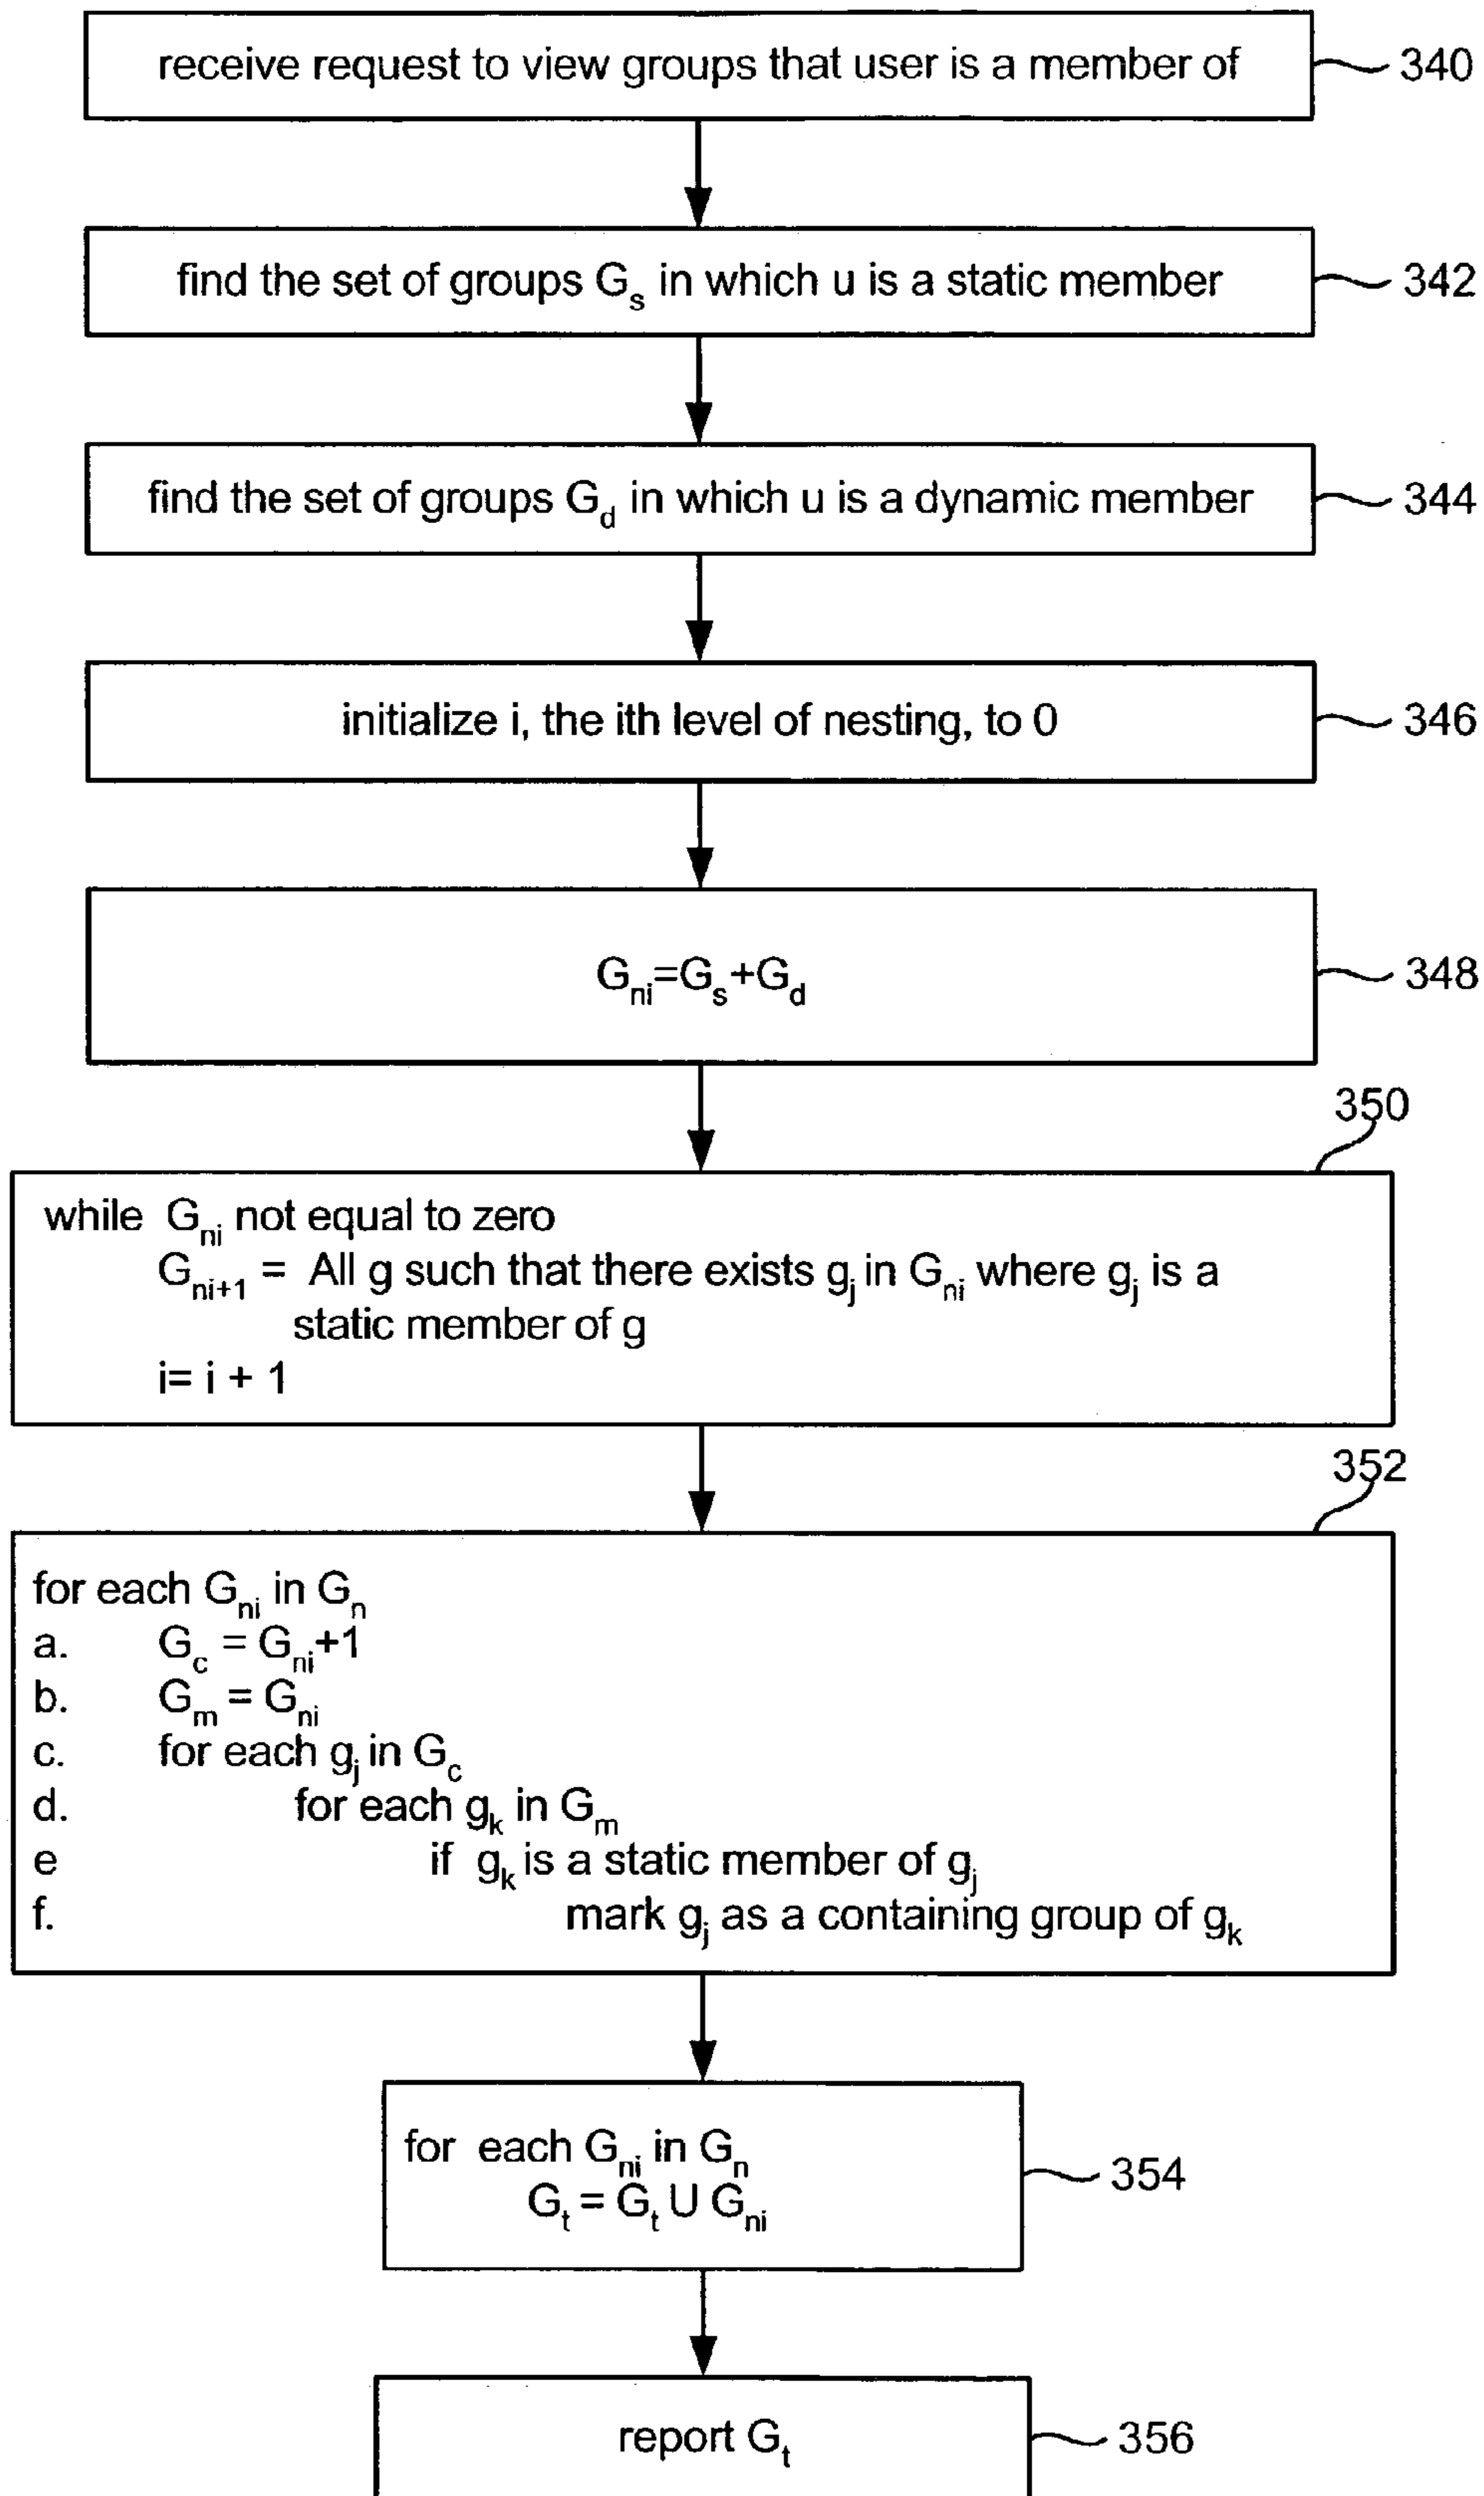 receive request to view groups that user is a member of
340
find the set of groups Gs in which u is a static member
342
find the set of groups Gd in which u is a dynamic member
344
initialize i, the ith level of nesting, to 0
346
Gni=Gs+Gd
348
350
while Gni not equal to zero
Gni+1 = All g such that there exists gj in Gni where gj is a
static member of g
i= i + 1
352
for each Gni in Gn
a. Gc = Gni+1
b. Gm = Gni
c. for each gj in Gc
d. for each gk in Gm
e if gk is a static member of gj
f. mark gj as a containing group of gk
for each Gni in Gn
Gt = Gt U Gni
354
report Gt
356